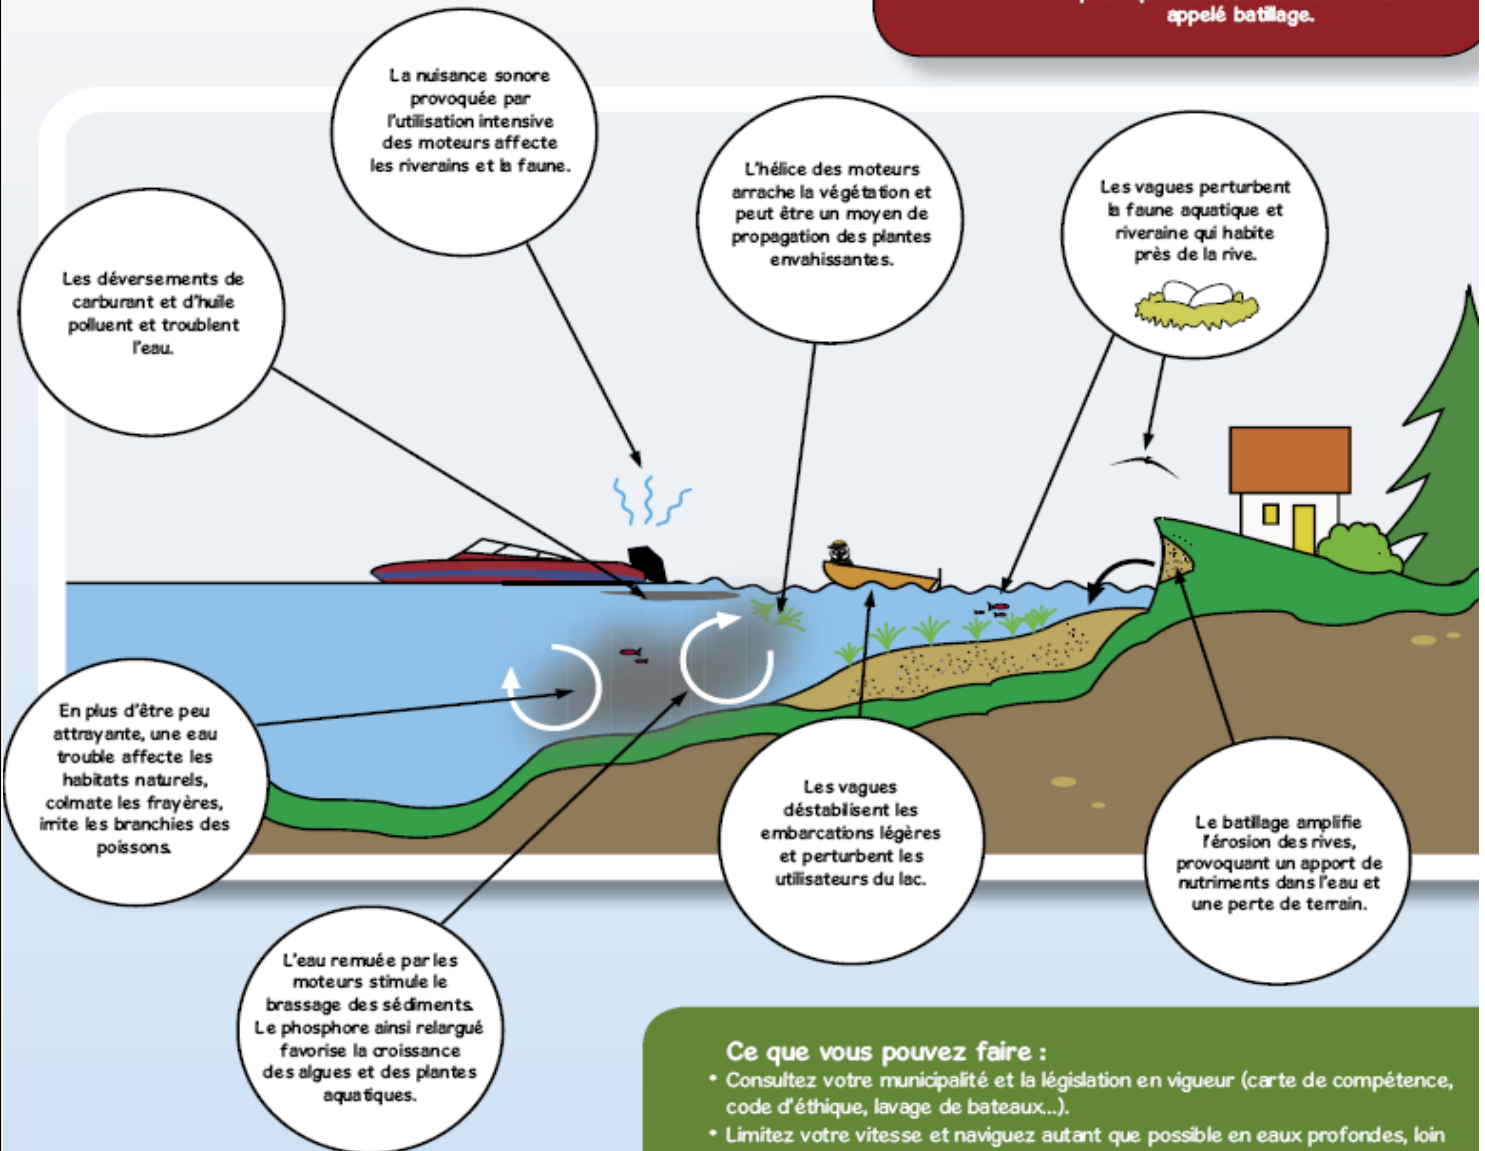 appelé batillage.
La nuisance sonore
provoquée par
l'utilisation intensive
des moteurs affecte
les riverains et la faune.
L'hélice des moteurs
arrache la végétation et
peut être un moyen de
propagation des plantes
envahissantes.
Les vagues perturbent
la faune aquatique et
riveraine qui habite
près de la rive.
Les déversements de
carburant et d'huile
polluent et troublent
l'eau.
En plus d'être peu
attrayante, une eau
trouble affecte les
habitats naturels,
colmate les frayères,
irrite les branchies des
poissons.
Les vagues
déstabilisent les
embarcations légères
et perturbent les
utilisateurs du lac.
Le batillage amplifie
l'érosion des rives,
provoquant un apport de
nutriments dans l'eau et
une perte de terrain.
L'eau remuée par les
moteurs stimule le
brassage des sédiments.
Le phosphore ainsi relargué
favorise la croissance
des algues et des plantes
aquatiques.
Ce que vous pouvez faire :
• Consultez votre municipalité et la législation en vigueur (carte de compétence,
code d'éthique, lavage de bateaux...).
• Limitez votre vitesse et naviguez autant que possible en eaux profondes, loin